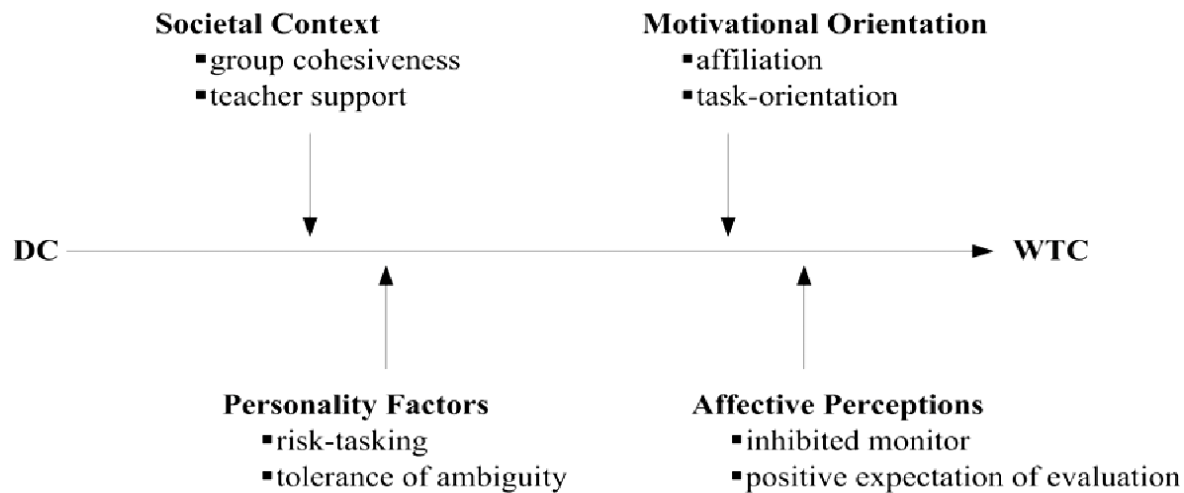 Societal Context
▪group cohesiveness
▪teacher support
Motivational Orientation
▪affiliation
▪task-orientation
DC
WTC
Personality Factors
▪risk-tasking
▪tolerance of ambiguity
Affective Perceptions
▪inhibited monitor
▪positive expectation of evaluation